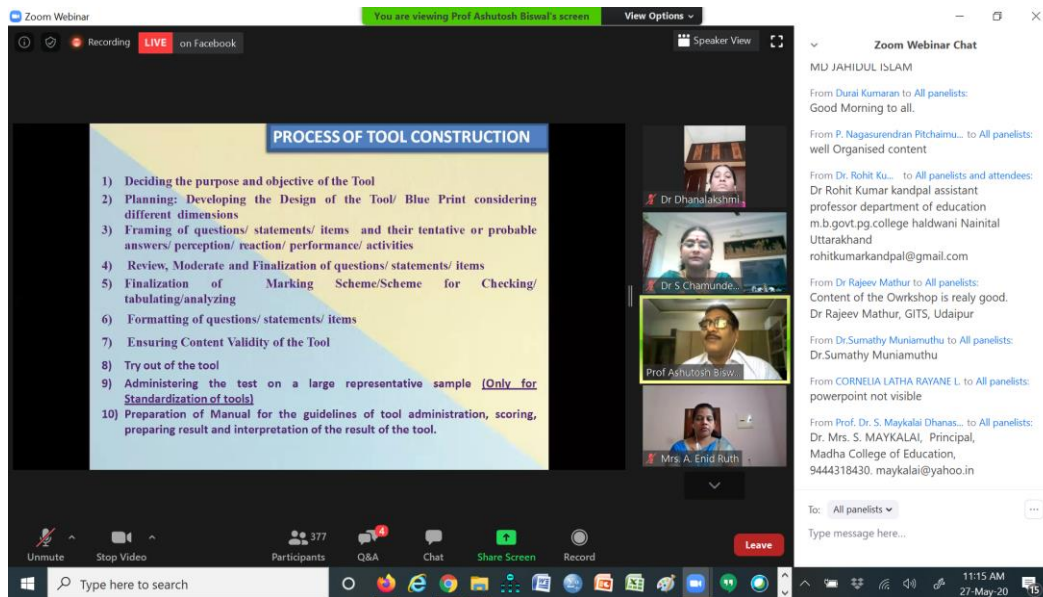 Zoom Webinar
You are viewing Prof Ashutosh Biswal's screen
View Options
Recording
LIVE
on Facebook
Speaker View
PROCESS OF TOOL CONSTRUCTION
1) Deciding the purpose and objective of the Tool
2) Planning: Developing the Design of the Tool/ Blue Print considering
different dimensions
3) Framing of questions/ statements/ items and their tentative or probable
answers/ perception/ reaction/ performance/ activities
4) Review, Moderate and Finalization of questions/ statements/ items
5) Finalization of Marking Scheme/Scheme for Checking/
tabulating/analyzing
6) Formatting of questions/ statements/ items
7) Ensuring Content Validity of the Tool
8) Try out of the tool
9) Administering the test on a large representative sample (Only for
Standardization of tools)
10) Preparation of Manual for the guidelines of tool administration, scoring,
preparing result and interpretation of the result of the tool.
Dr Dhanalakshmi
Dr S Chamunde...
Prof Ashutosh Bisw...
Mrs. A. Enid Ruth
Zoom Webinar Chat
MD JAHIDUL ISLAM
From Durai Kumaran to All panelists:
Good Morning to all.
From P. Nagasurendran Pitchaimu... to All panelists:
well Organised content
From Dr. Rohit Ku... to All panelists and attendees:
Dr Rohit Kumar kandpal assistant
professor department of education
m.b.govt.pg.college haldwani Nainital
Uttarakhand
rohitkumarkandpal@gmail.com
From Dr Rajeev Mathur to All panelists:
Content of the Owrkshop is realy good.
Dr Rajeev Mathur, GITS, Udaipur
From Dr.Sumathy Muniamuthu to All panelists:
Dr.Sumathy Muniamuthu
From CORNELIA LATHA RAYANE L. to All panelists:
powerpoint not visible
From Prof. Dr. S. Maykalai Dhanas... to All panelists:
Dr. Mrs. S. MAYKALAI, Principal,
Madha College of Education,
9444318430. maykalai@yahoo.in
To: All panelists
Type message here...
Unmute
Stop Video
377
Participants
4
Q&A
Chat
Share Screen
Record
Leave
Type here to search
11:15 AM
27-May-20
15